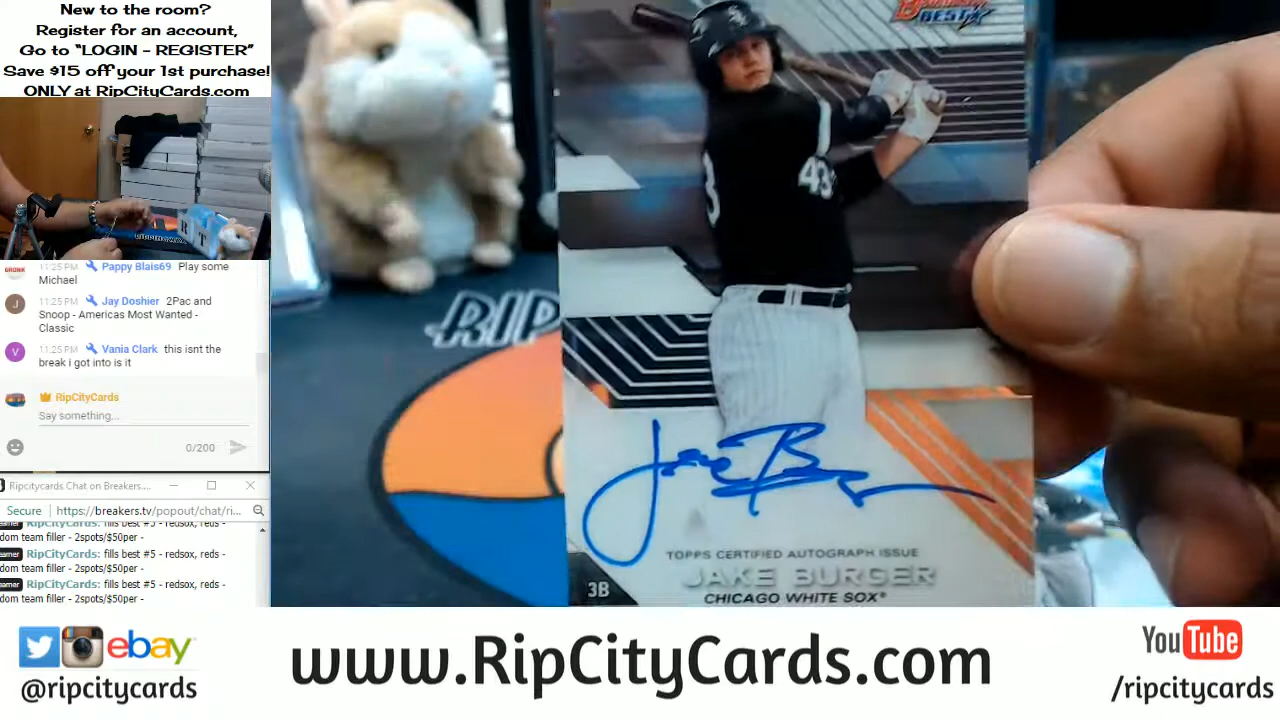 New to the room?
Register for an account,
Go to “LOGIN - REGISTER”
Save $15 off your 1st purchase!
ONLY at RipCityCards.com
11:25 PM Pappy Blais69 Play some
Michael
11:25 PM Jay Doshier 2Pac and
Snoop - Americas Most Wanted -
Classic
11:25 PM Vania Clark this isnt the
break i got into is it
RipCityCards
Say something...
0/200
Ripcitycards Chat on Breakers....
Secure https://breakers.tv/popout/chat/ri...
RipCityCards: fills best #5 - redsox, reds -
dom team filler - 2spots/$50per -
eamer RipCityCards: fills best #5 - redsox, reds -
dom team filler - 2spots/$50per -
eamer RipCityCards: fills best #5 - redsox, reds -
dom team filler - 2spots/$50per -
BEST
43
RIP
Jake B
TOPPS CERTIFIED AUTOGRAPH ISSUE
JAKE BURGER
3B
CHICAGO WHITE SOX®
ebay
@ripcitycards
www.RipCityCards.com
YouTube
/ripcitycards